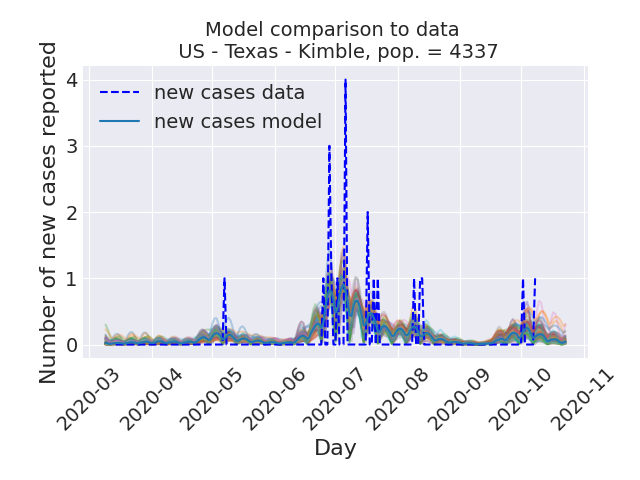 Model comparison to data
US - Texas - Kimble, pop. = 4337
Number of new cases reported
4
3
2
1
0
new cases data
new cases model
2020-03
2020-04
2020-05
2020-06
2020-07
2020-08
2020-09
2020-10
2020-11
Day